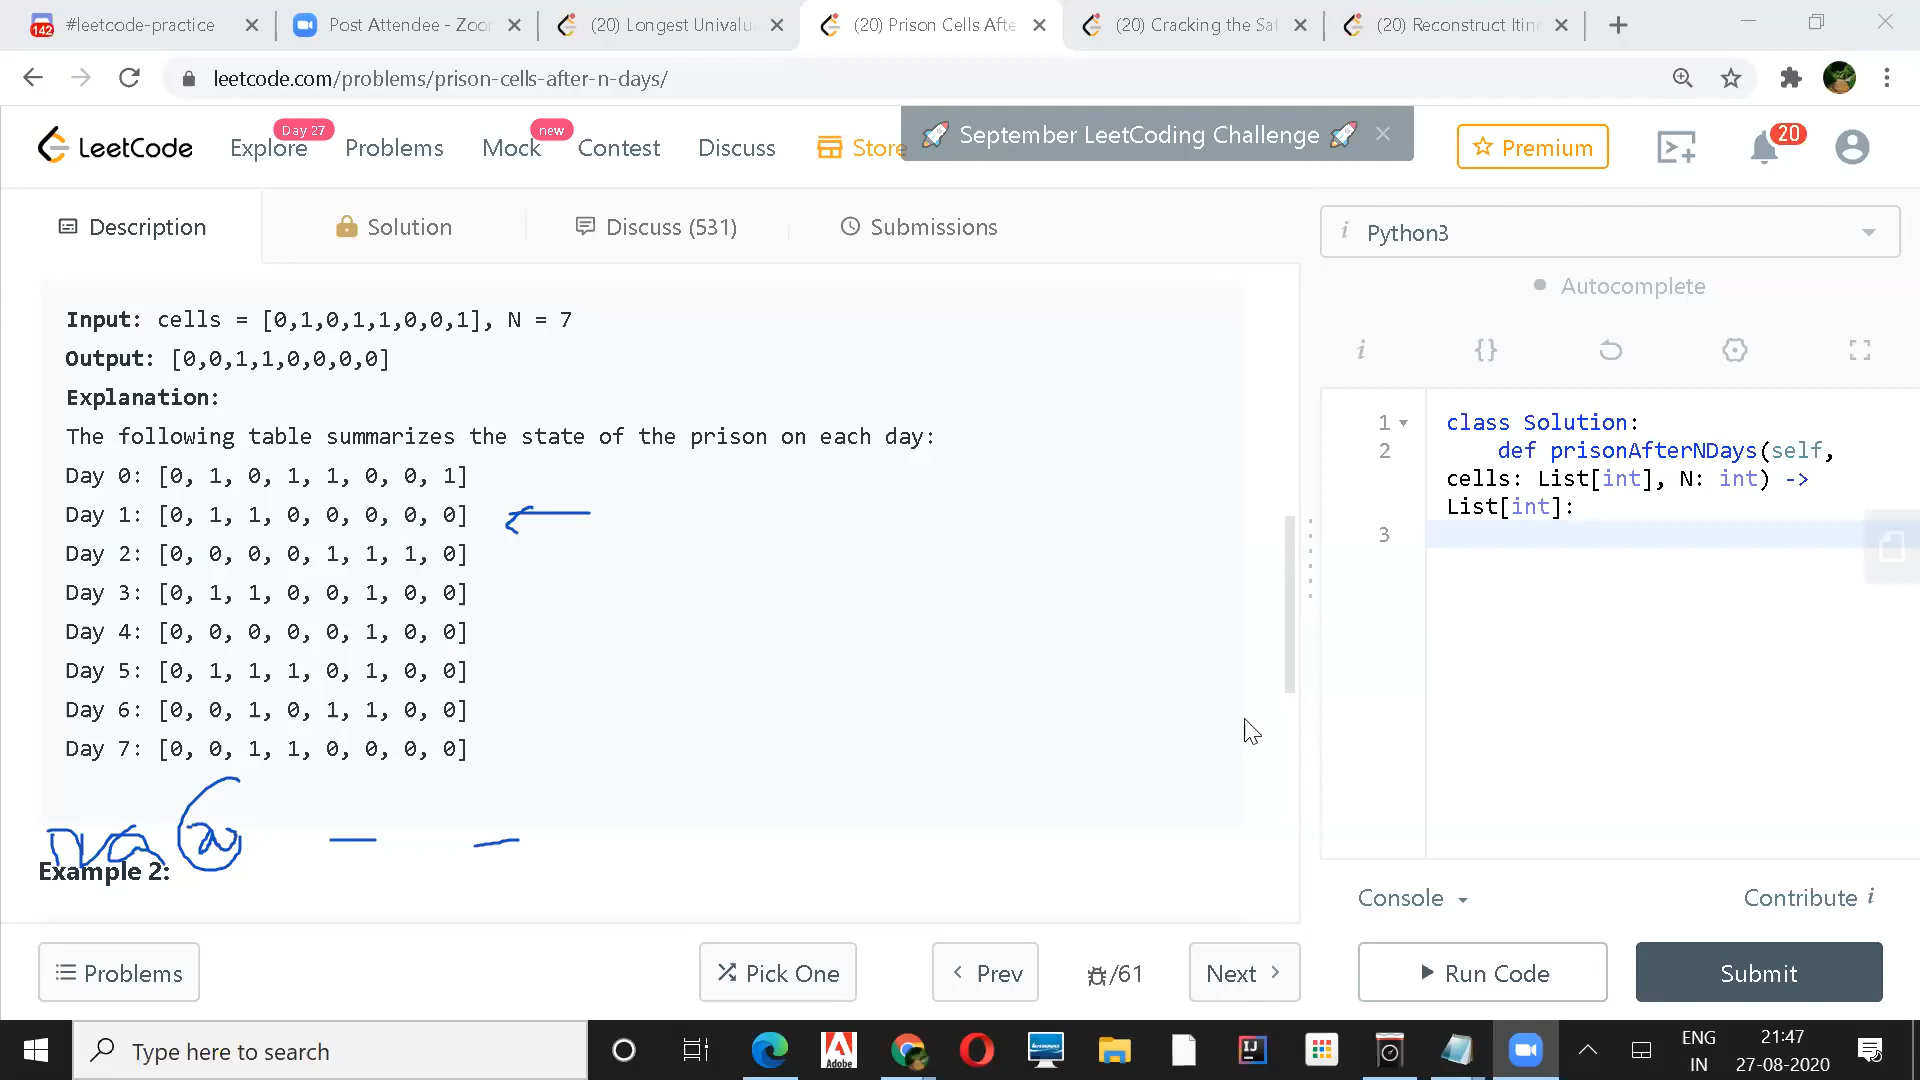 142 #leetcode-practice
Post Attendee - Zoor
(20) Longest Univalu
(20) Prison Cells Afte
(20) Cracking the Saf
(20) Reconstruct Itine
leetcode.com/problems/prison-cells-after-n-days/
LeetCode
Explore
Day 27
Problems
Mock
new
Contest
Discuss
Store
🚀 September LeetCoding Challenge 🚀
Premium
20
Description
Solution
Discuss (531)
Submissions
Input: cells = [0,1,0,1,1,0,0,1], N = 7
Output: [0,0,1,1,0,0,0,0]
Explanation:
The following table summarizes the state of the prison on each day:
Day 0: [0, 1, 0, 1, 1, 0, 0, 1]
Day 1: [0, 1, 1, 0, 0, 0, 0, 0]
Day 2: [0, 0, 0, 0, 1, 1, 1, 0]
Day 3: [0, 1, 1, 0, 0, 1, 0, 0]
Day 4: [0, 0, 0, 0, 0, 1, 0, 0]
Day 5: [0, 1, 1, 1, 0, 1, 0, 0]
Day 6: [0, 0, 1, 0, 1, 1, 0, 0]
Day 7: [0, 0, 1, 1, 0, 0, 0, 0]
Example 2:
Problems
Pick One
Prev
/61
Next
i Python3
Autocomplete
i {}
1 class Solution:
2 def prisonAfterNDays(self,
cells: List[int], N: int) ->
List[int]:
3
Console
Contribute i
Run Code
Submit
Type here to search
Adobe
lenovo
IJ
ENG
IN
21:47
27-08-2020